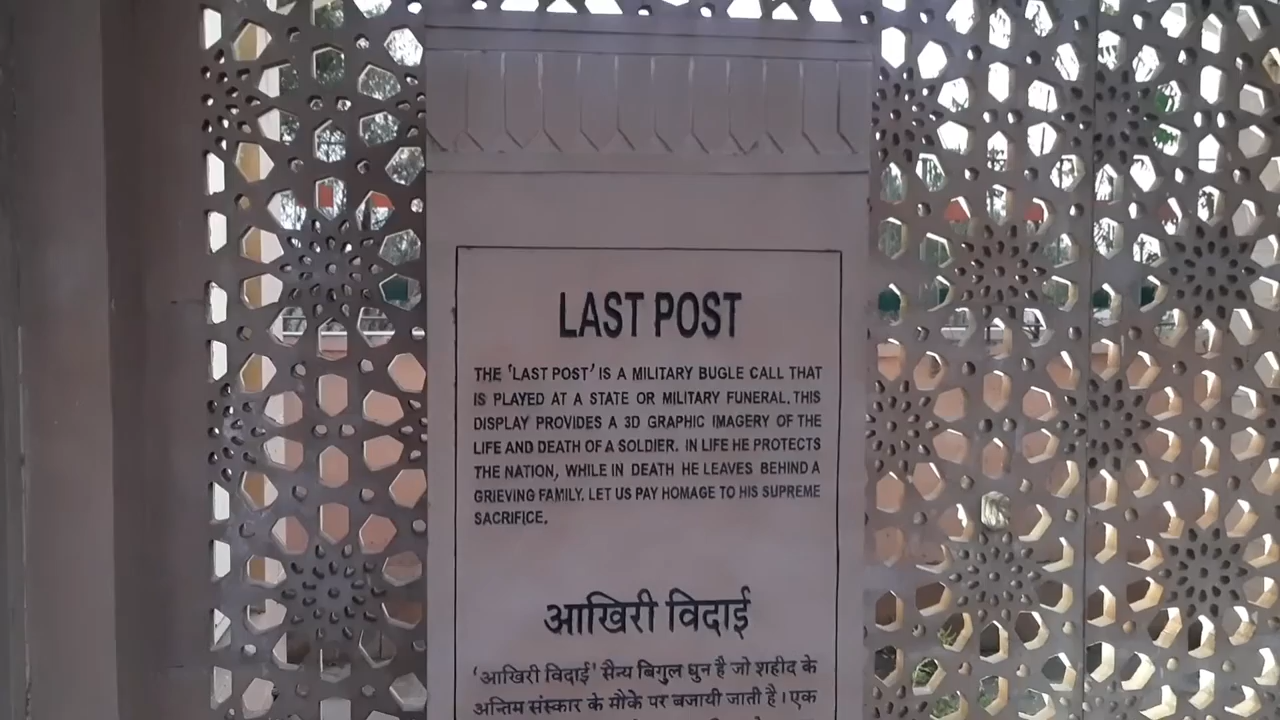 LAST POST
THE 'LAST POST' IS A MILITARY BUGLE CALL THAT
IS PLAYED AT A STATE OR MILITARY FUNERAL. THIS
DISPLAY PROVIDES A 3D GRAPHIC IMAGERY OF THE
LIFE AND DEATH OF A SOLDIER. IN LIFE HE PROTECTS
THE NATION, WHILE IN DEATH HE LEAVES BEHIND A
GRIEVING FAMILY. LET US PAY HOMAGE TO HIS SUPREME
SACRIFICE.
आखिरी विदाई
'आखिरी विदाई' सैन्य बिगुल धुन है जो शहीद के
अन्तिम संस्कार के मौके पर बजायी जाती है। एक